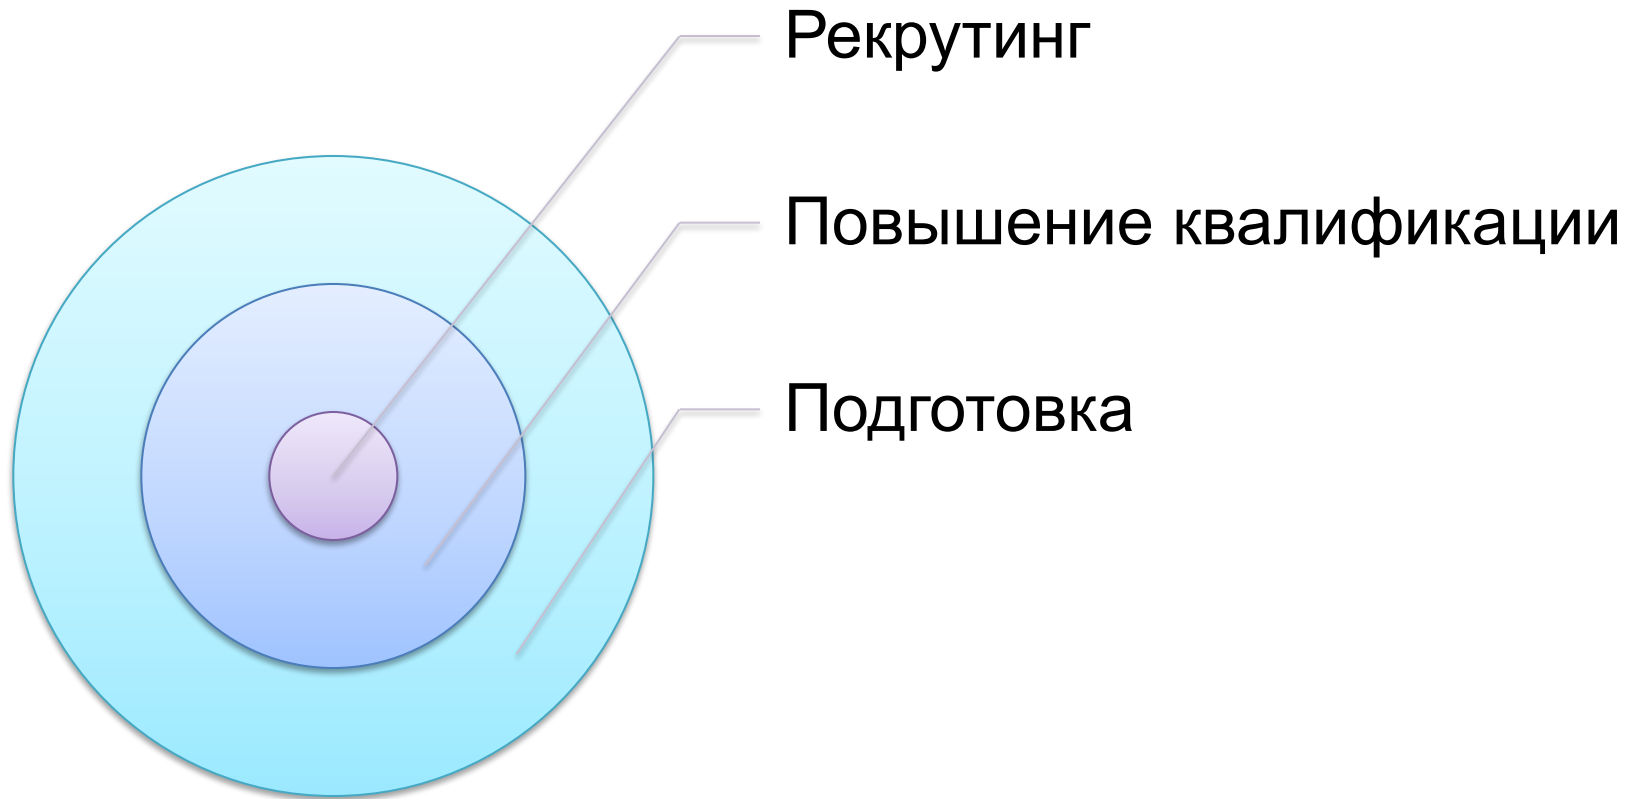 Рекрутинг
Повышение квалификации
Подготовка